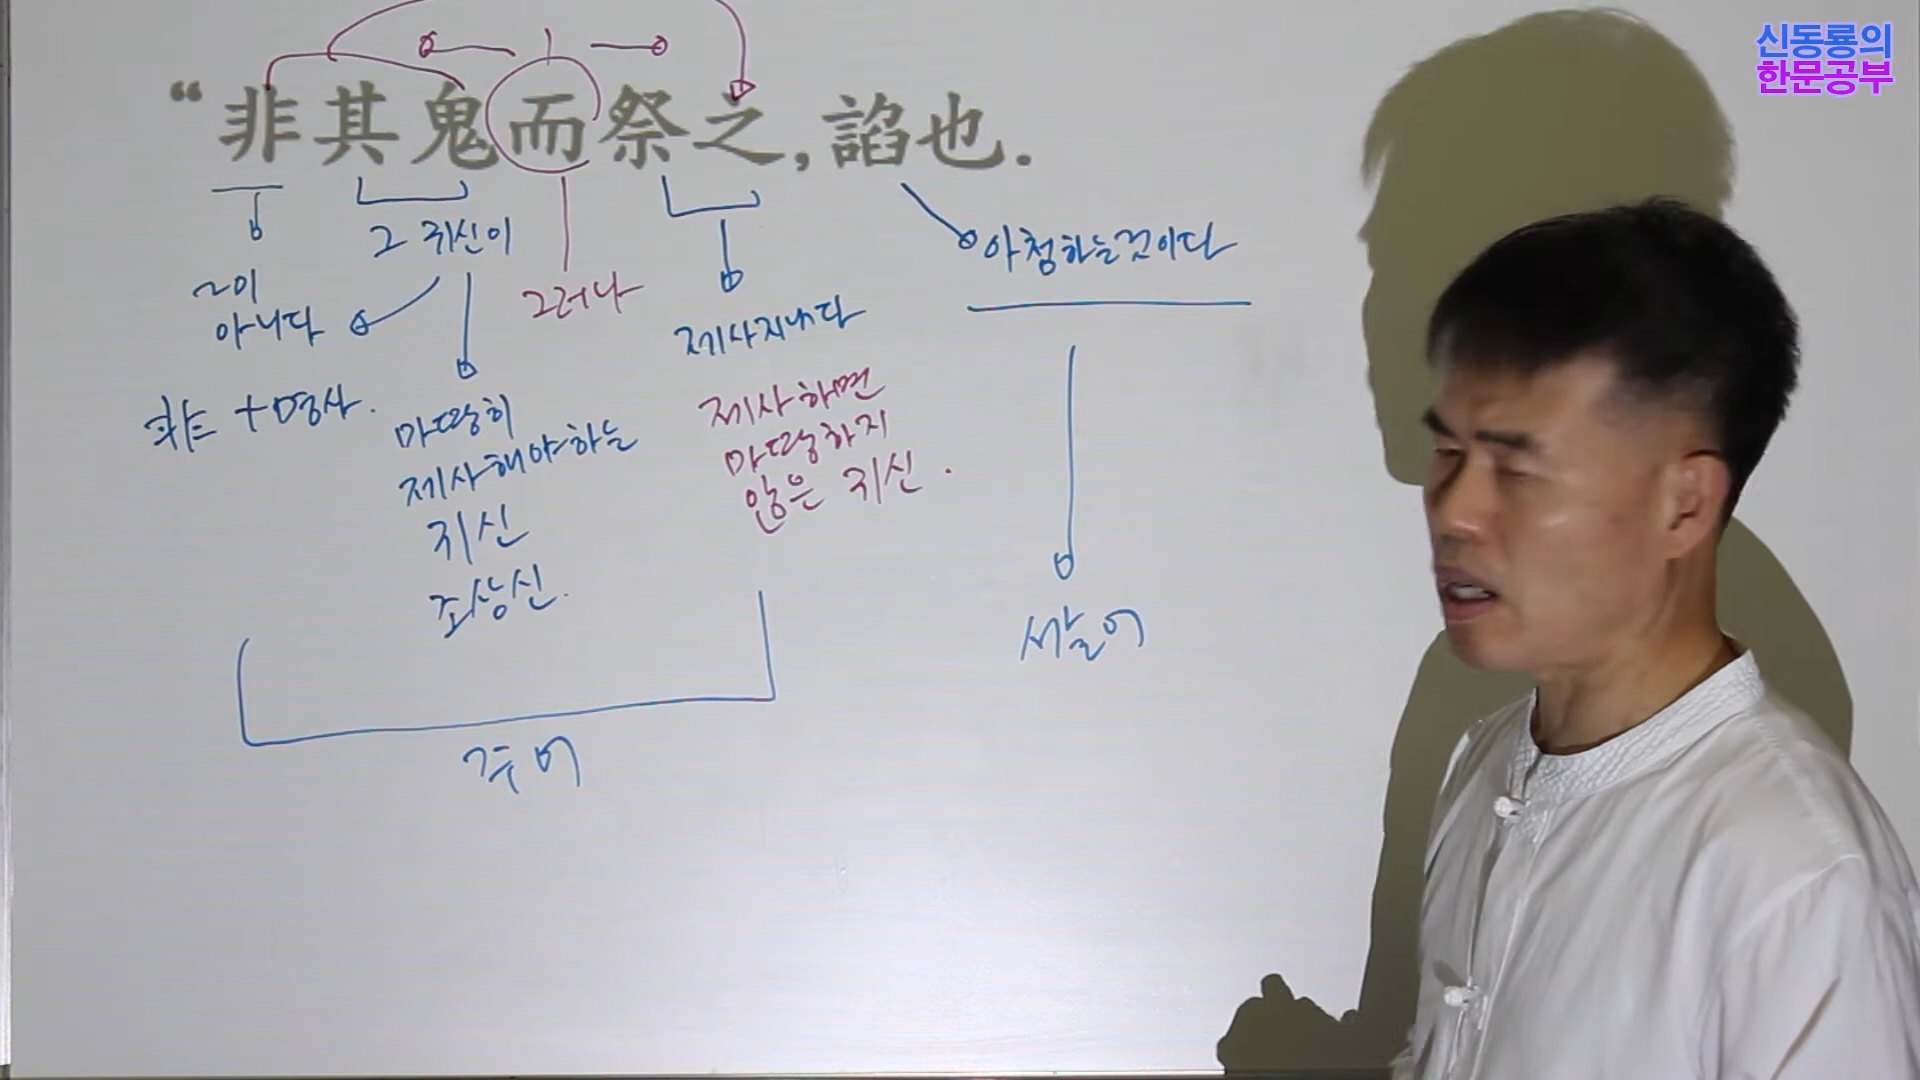 신동룡의
한문공부
“非其鬼而祭之, 諂也.
~이
아니다
非 + 명사.
그 귀신이
마땅히
제사해야하는
귀신
조상신.
그러나
제사지내다
제사하면
마땅하지
않은 귀신.
아첨하는것이다
주어
서술어